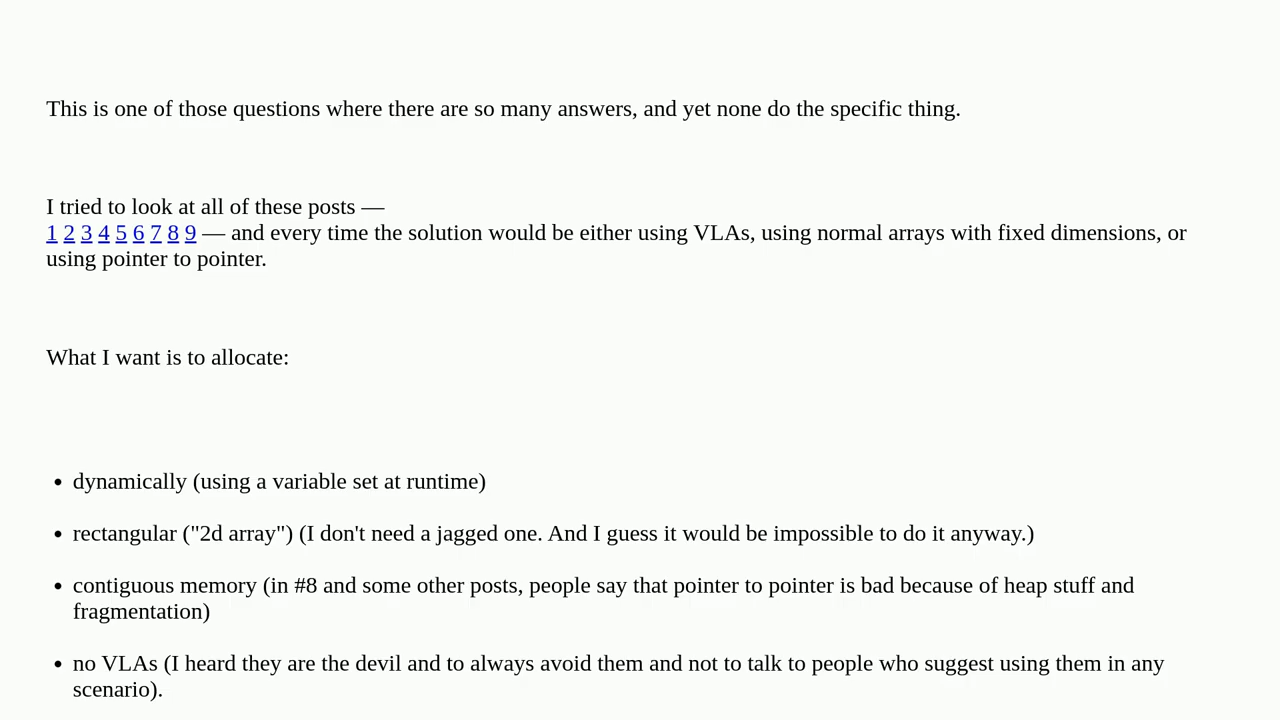 This is one of those questions where there are so many answers, and yet none do the specific thing.
I tried to look at all of these posts —
1 2 3 4 5 6 7 8 9 — and every time the solution would be either using VLAs, using normal arrays with fixed dimensions, or
using pointer to pointer.
What I want is to allocate:
• dynamically (using a variable set at runtime)
• rectangular ("2d array") (I don't need a jagged one. And I guess it would be impossible to do it anyway.)
• contiguous memory (in #8 and some other posts, people say that pointer to pointer is bad because of heap stuff and
fragmentation)
• no VLAs (I heard they are the devil and to always avoid them and not to talk to people who suggest using them in any
scenario).